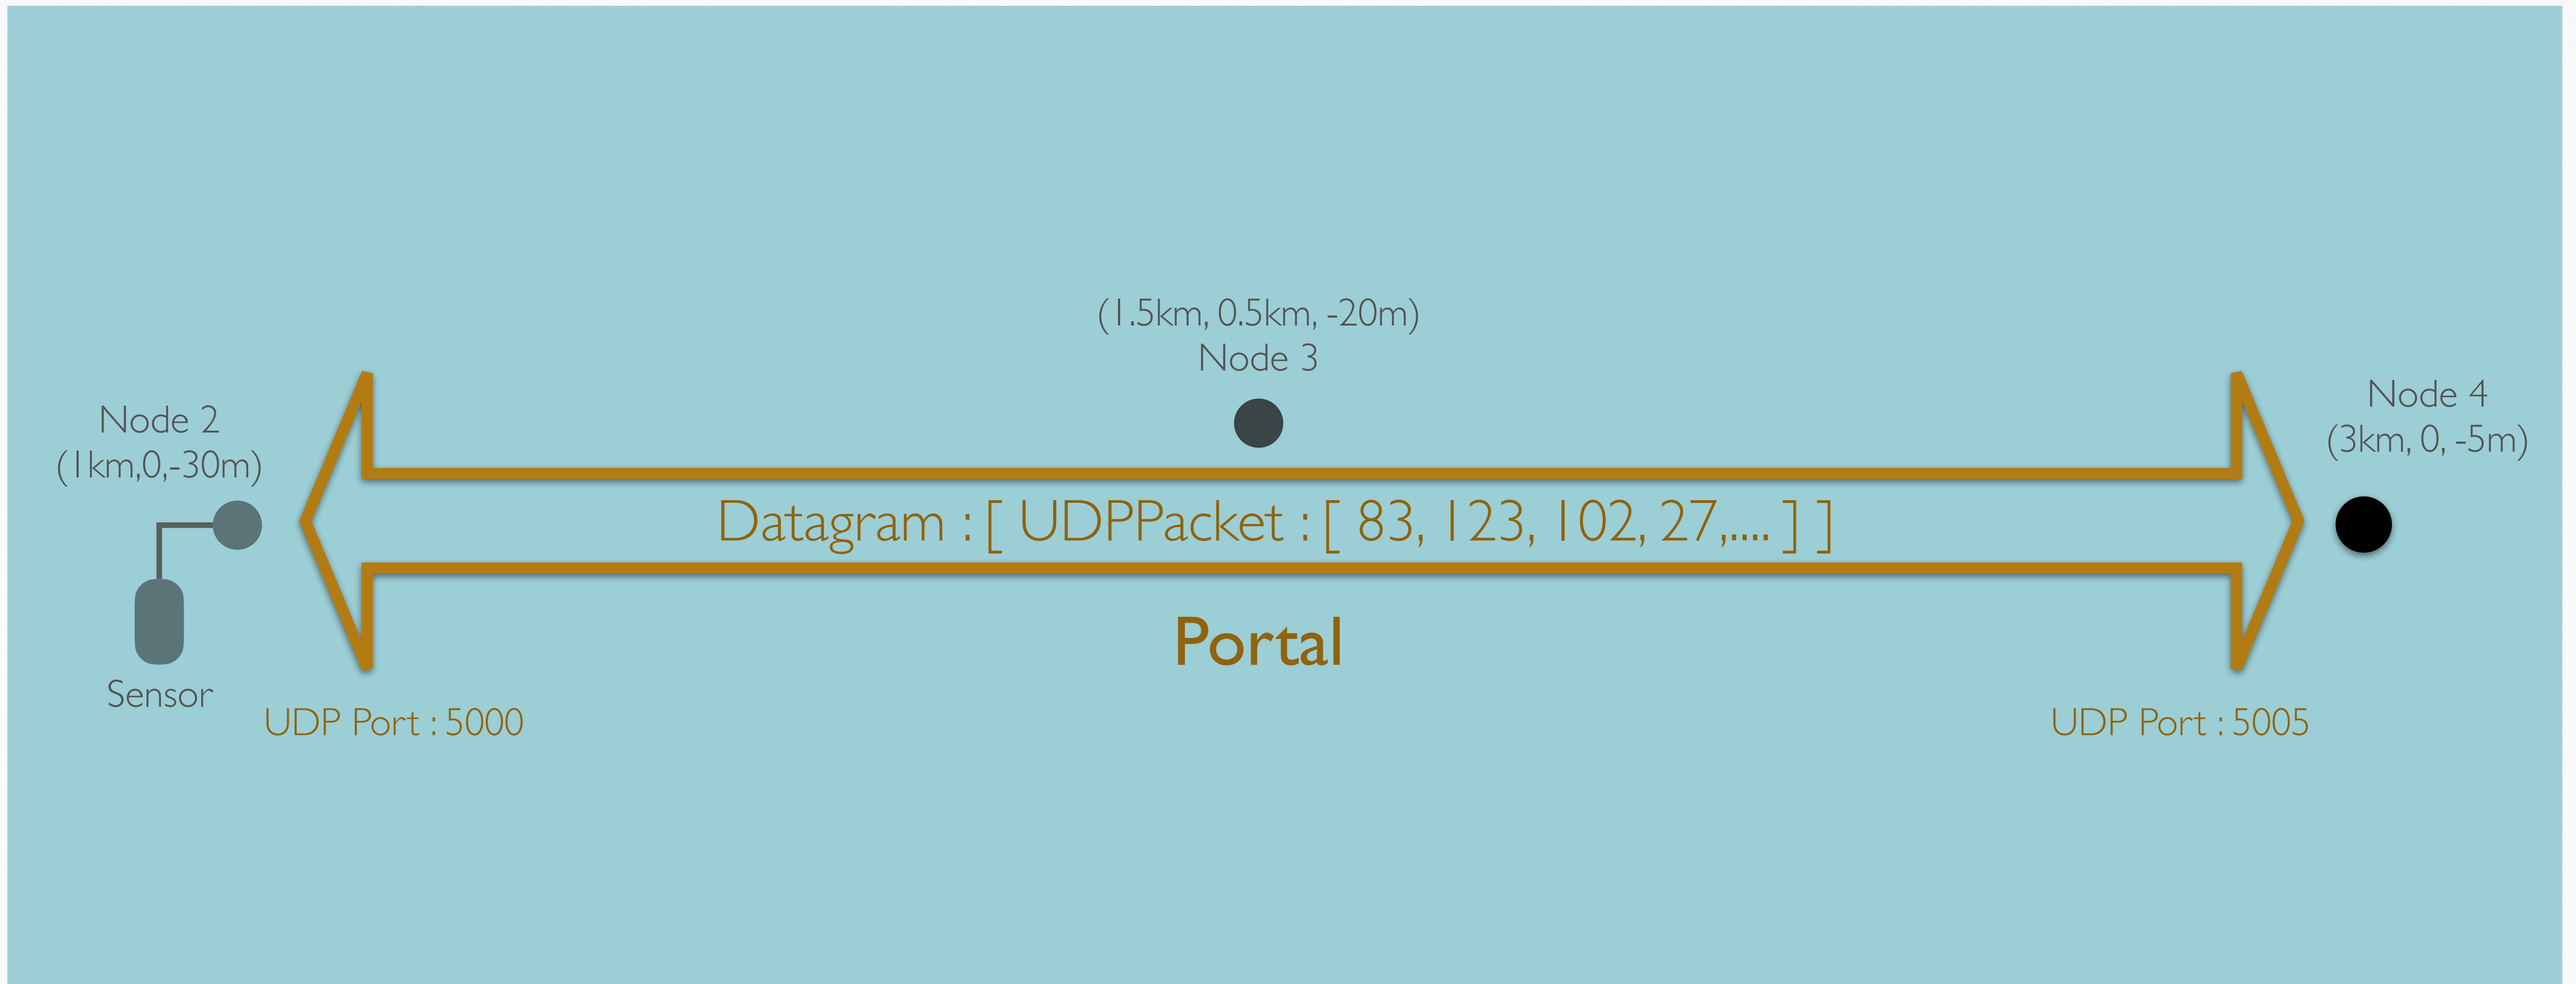 (1.5km, 0.5km, -20m)
Node 3
Node 2
(1km,0,-30m)
Node 4
(3km, 0, -5m)
Datagram : [ UDPPacket : [ 83, 123, 102, 27,.... ] ]
Portal
Sensor
UDP Port : 5000
UDP Port : 5005